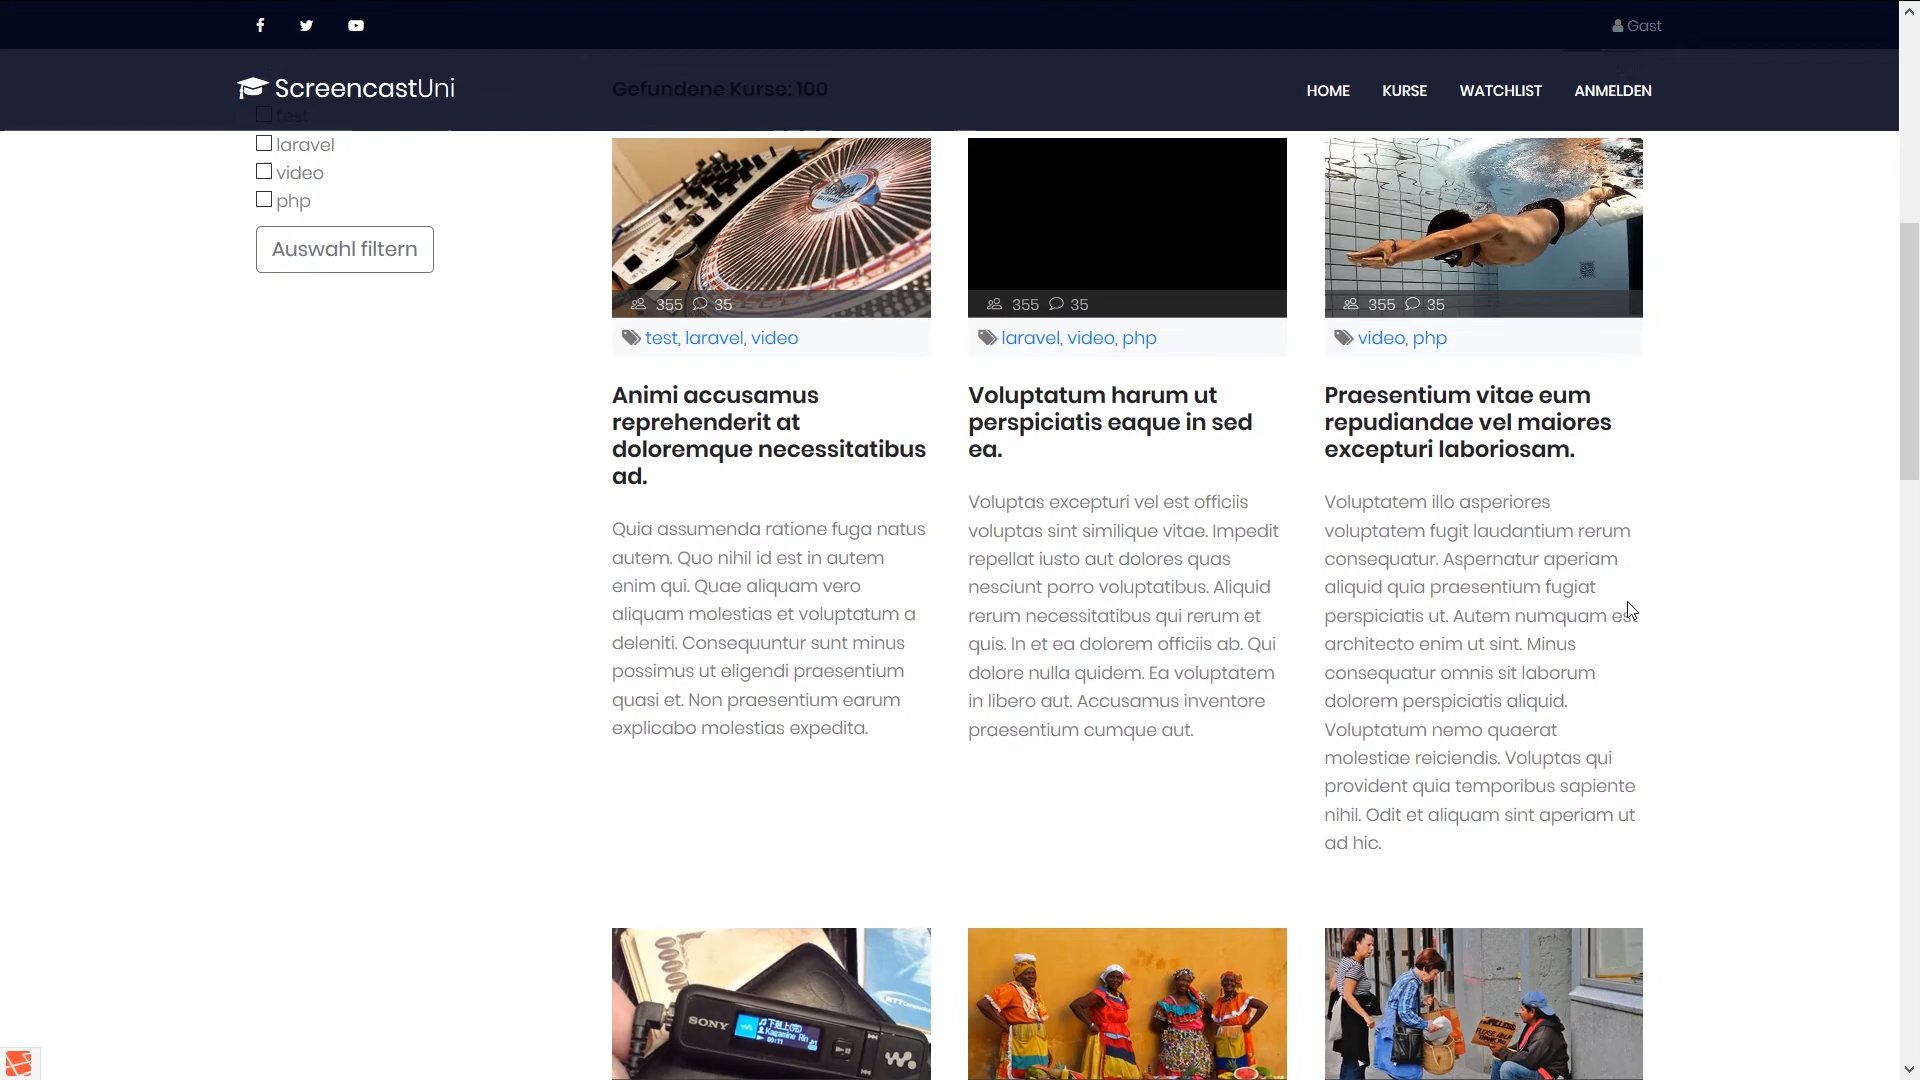 Gast
ScreencastUni
Gefundene Kurse: 100
HOME KURSE WATCHLIST ANMELDEN
test
laravel
video
php
Auswahl filtern
355 35
test, laravel, video
Animi accusamus
reprehenderit at
doloremque necessitatibus
ad.
Quia assumenda ratione fuga natus
autem. Quo nihil id est in autem
enim qui. Quae aliquam vero
aliquam molestias et voluptatum a
deleniti. Consequuntur sunt minus
possimus ut eligendi praesentium
quasi et. Non praesentium earum
explicabo molestias expedita.
355 35
laravel, video, php
Voluptatum harum ut
perspiciatis eaque in sed
ea.
Voluptas excepturi vel est officiis
voluptas sint similique vitae. Impedit
repellat iusto aut dolores quas
nesciunt porro voluptatibus. Aliquid
rerum necessitatibus qui rerum et
quis. In et ea dolorem officiis ab. Qui
dolore nulla quidem. Ea voluptatem
in libero aut. Accusamus inventore
praesentium cumque aut.
355 35
video, php
Praesentium vitae eum
repudiandae vel maiores
excepturi laboriosam.
Voluptatem illo asperiores
voluptatem fugit laudantium rerum
consequatur. Aspernatur aperiam
aliquid quia praesentium fugiat
perspiciatis ut. Autem numquam est
architecto enim ut sint. Minus
consequatur omnis sit laborum
dolorem perspiciatis aliquid.
Voluptatum nemo quaerat
molestiae reiciendis. Voluptas qui
provident quia temporibus sapiente
nihil. Odit et aliquam sint aperiam ut
ad hic.
SONY
00:11